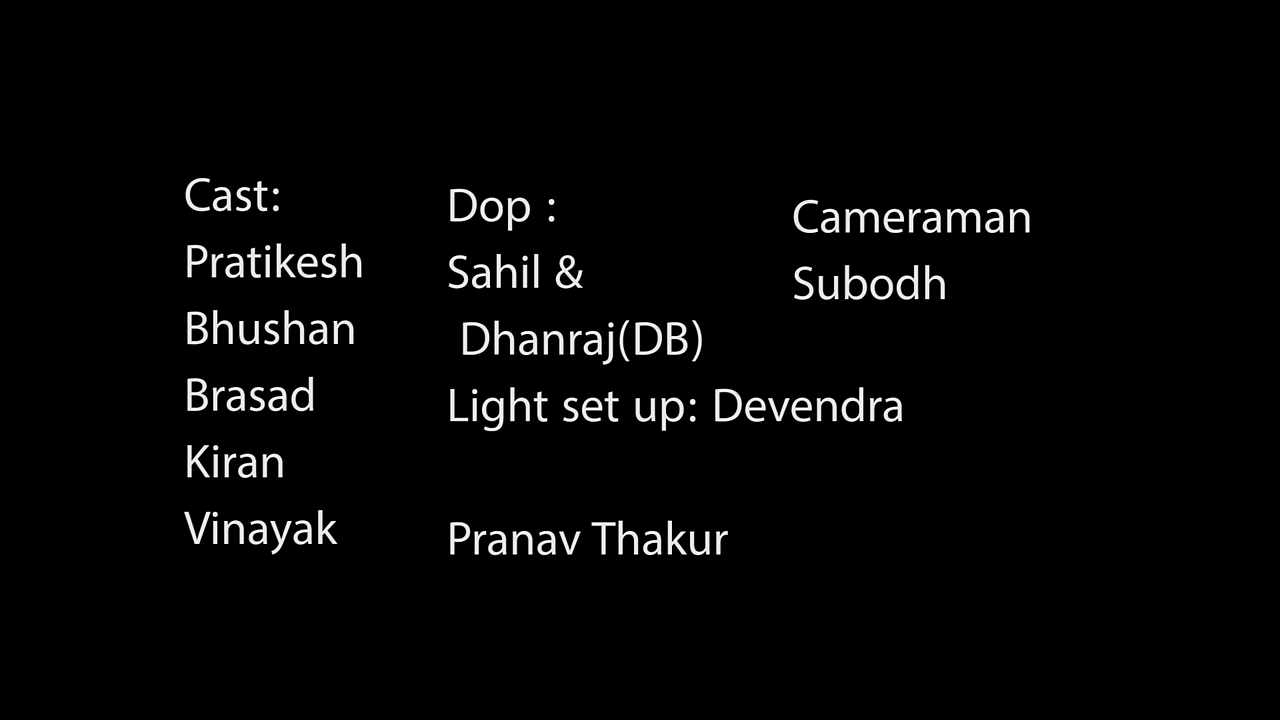 Cast:
Pratikesh
Bhushan
Brasad
Kiran
Vinayak
Dop :
Sahil &
Dhanraj(DB)
Light set up: Devendra
Pranav Thakur
Cameraman
Subodh